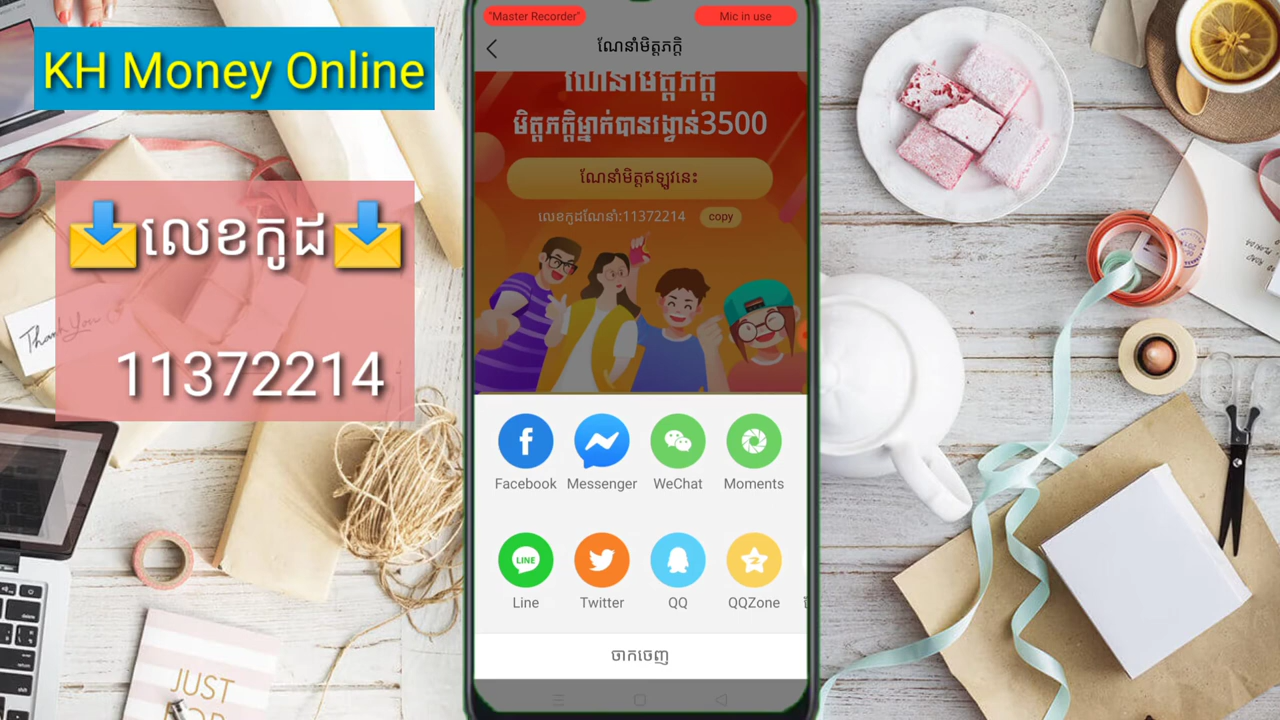 KH Money Online
លេខកូដ
11372214
"Master Recorder"
Mic in use
ណែនាំមិត្តភក្តិ
ណែនាំមិត្តភក្តិ
មិត្តភក្តិម្នាក់បានរង្វាន់3500
ណែនាំមិត្តឥឡូវនេះ
លេខកូដណែនាំ:11372214 copy
Facebook Messenger WeChat Moments
Line Twitter QQ QQZone
ចាកចេញ
Thank You
JUST